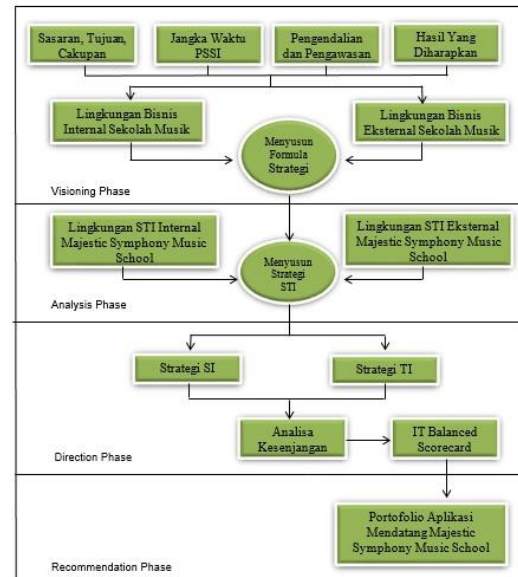 Sasaran, Tujuan,
Cakupan
Jangka Waktu
PSSI
Pengendalian
dan Pengawasan
Hasil Yang
Diharapkan
Lingkungan Bisnis
Internal Sekolah Musik
Lingkungan Bisnis
Eksternal Sekolah Musik
Menyusun
Formula
Strategi
Visioning Phase
Lingkungan STI Internal
Majestic Symphony Music
School
Lingkungan STI Eksternal
Majestic Symphony Music
School
Menyusun
Strategi
STI
Analysis Phase
Strategi SI
Strategi TI
Analisa
Kesenjangan
IT Balanced
Scorecard
Direction Phase
Portofolio Aplikasi
Mendatang Majestic
Symphony Music School
Recommendation Phase